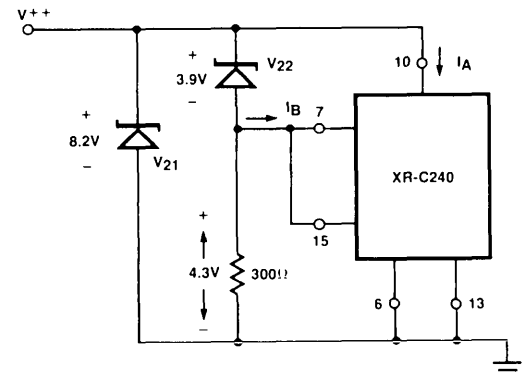 V++
+
3.9V
−
V22
10
IA
+
8.2V
−
V21
IB
7
XR-C240
15
+
4.3V
−
300Ω
6
13